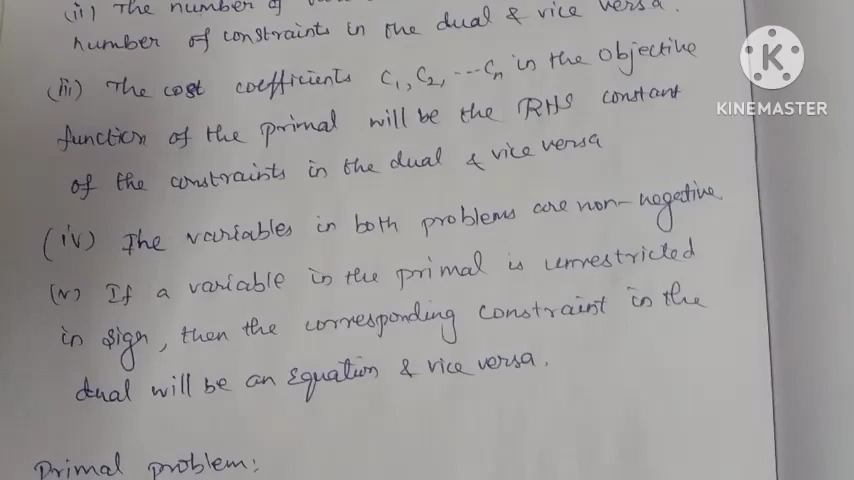 (ii) The number of
number of constraints in the dual & vice versa.
(iii) The cost coefficients C1, C2, ---Cn in the objective
function of the primal will be the RHS constant
of the constraints in the dual & vice versa
(iv) The variables in both problems are non-negative
(v) If a variable in the primal is unrestricted
in sign, then the corresponding constraint in the
dual will be an Equation & vice versa.
Primal problem:
K
KINEMASTER